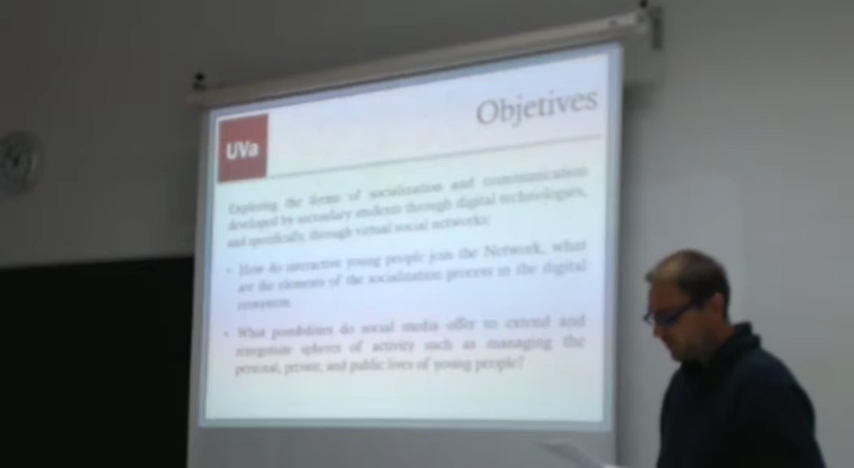 Objetives
UVa
Exploring the forms of socialization and communication
developed by secondary students through digital technologies,
and specifically, through virtual social networks:
• How do interactive young people join the Network, what
are the elements of the socialization process in the digital
ecosystem
• What possibilities do social media offer to extend and
spheres of activity such as managing the
personal, private, and public lives of young people?